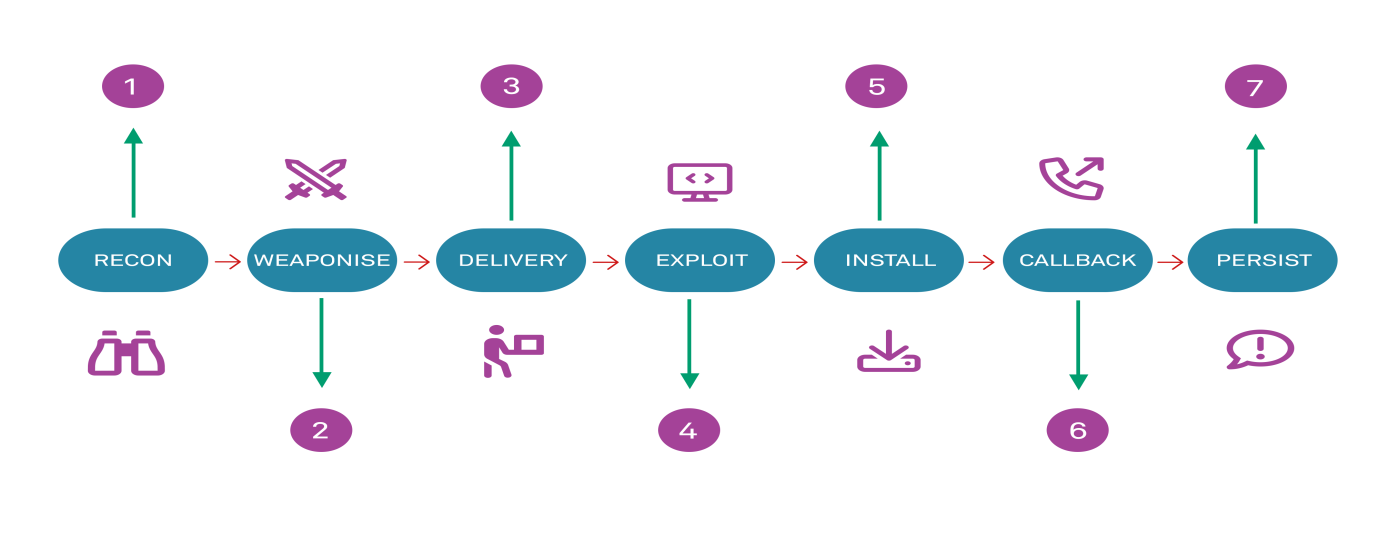 1
3
5
7
RECON
WEAPONISE
DELIVERY
EXPLOIT
INSTALL
CALLBACK
PERSIST
2
4
6